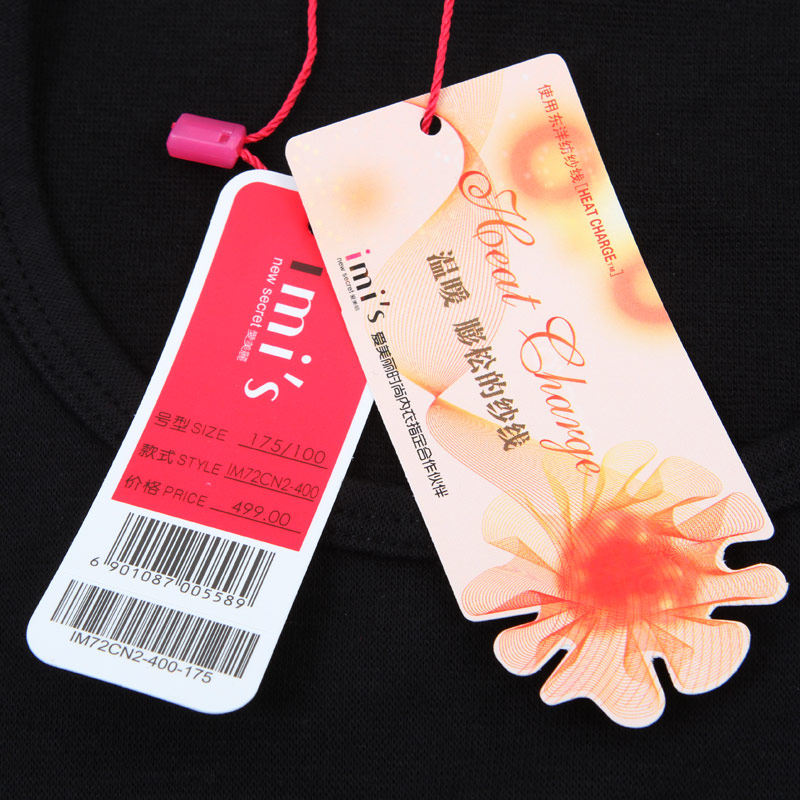 imi's
new secret 爱美丽
号型 SIZE 175/100
款式 STYLE IM72CN2-400
价格 PRICE 499.00
6 901087 005589
IM72CN2-400-175
使用东洋纺纱线[HEAT CHARGE·TM]
Heat Charge
温暖 膨松的纱线
imi's
new secret 爱美丽
爱美丽时尚内衣指定合作伙伴